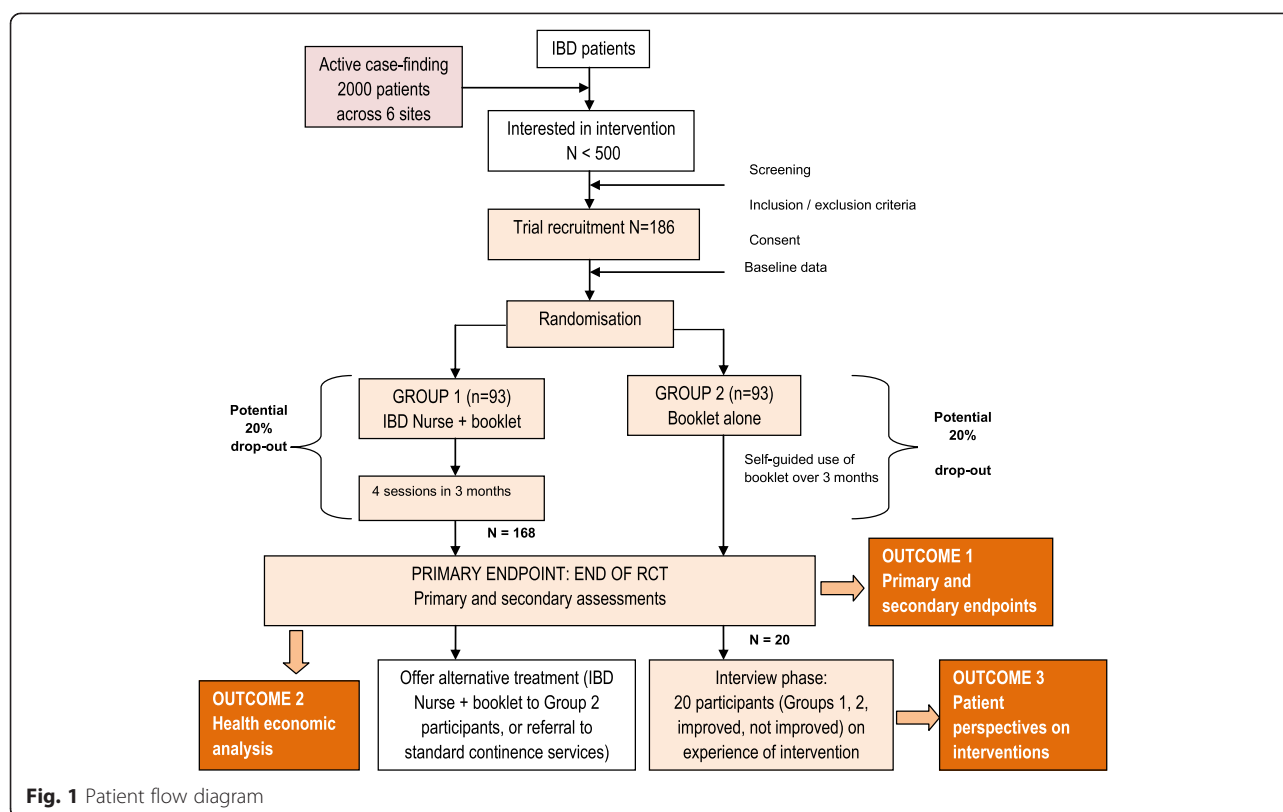 IBD patients
Active case-finding
2000 patients
across 6 sites
Interested in intervention
N < 500
Screening
Inclusion / exclusion criteria
Trial recruitment N=186
Consent
Baseline data
Randomisation
Potential
20%
drop-out
GROUP 1 (n=93)
IBD Nurse + booklet
GROUP 2 (n=93)
Booklet alone
Potential
20%
drop-out
4 sessions in 3 months
Self-guided use of
booklet over 3 months
N = 168
PRIMARY ENDPOINT: END OF RCT
Primary and secondary assessments
OUTCOME 1
Primary and
secondary endpoints
N = 20
OUTCOME 2
Health economic
analysis
Offer alternative treatment (IBD
Nurse + booklet to Group 2
participants, or referral to
standard continence services)
Interview phase:
20 participants (Groups 1, 2,
improved, not improved) on
experience of intervention
OUTCOME 3
Patient
perspectives on
interventions
Fig. 1 Patient flow diagram